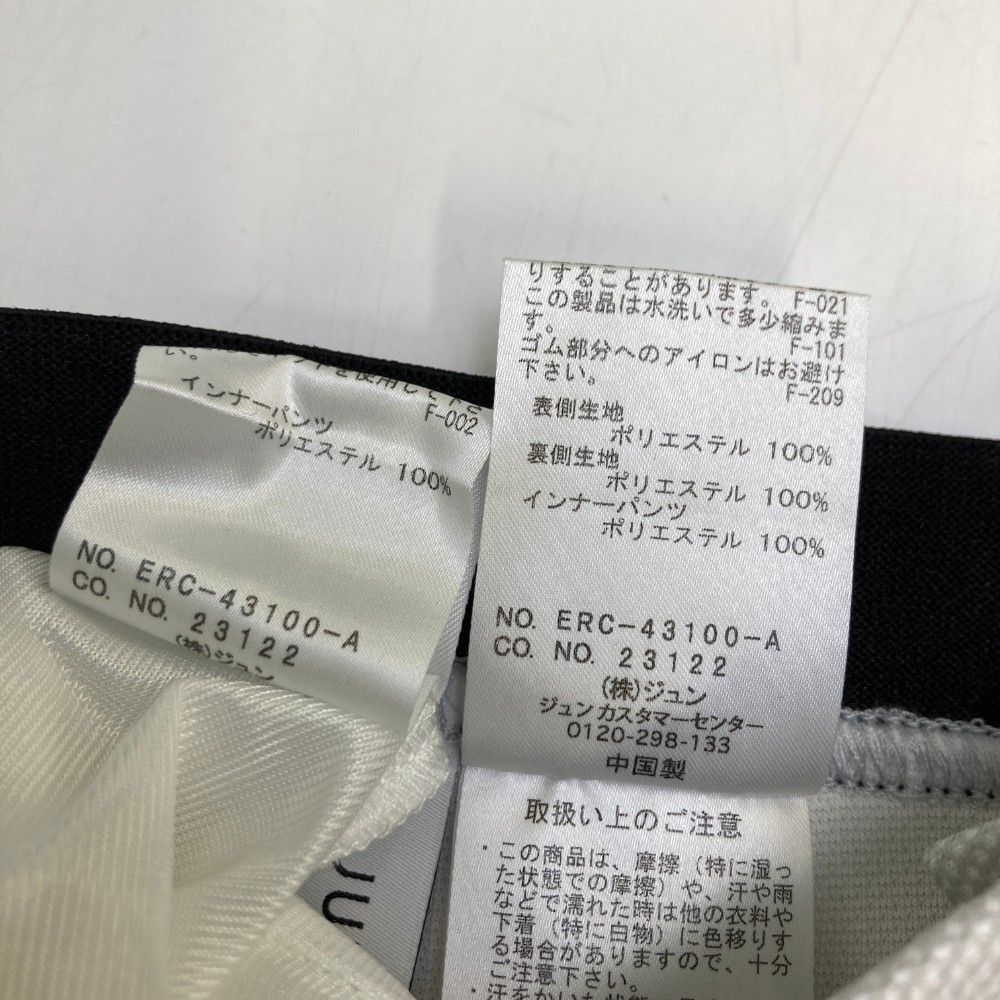 F-002
インナーパンツ
ポリエステル 100%
NO. ERC-43100-A
CO. NO. 23122
(株)ジュン
りすることがあります。 F-021
この製品は水洗いで多少縮みま
す。 F-101
ゴム部分へのアイロンはお避け
下さい。 F-209
表側生地
ポリエステル 100%
裏側生地
ポリエステル 100%
インナーパンツ
ポリエステル 100%
NO. ERC-43100-A
CO. NO. 23122
(株)ジュン
ジュン カスタマーセンター
0120-298-133
中国製
取扱い上のご注意
・この商品は、摩擦(特に湿っ
た状態での摩擦)や、汗や雨
などで濡れた時は他の衣料や
下着(特に白物)に色移りす
る場合がありますので、十分
ご注意下さい。
JU